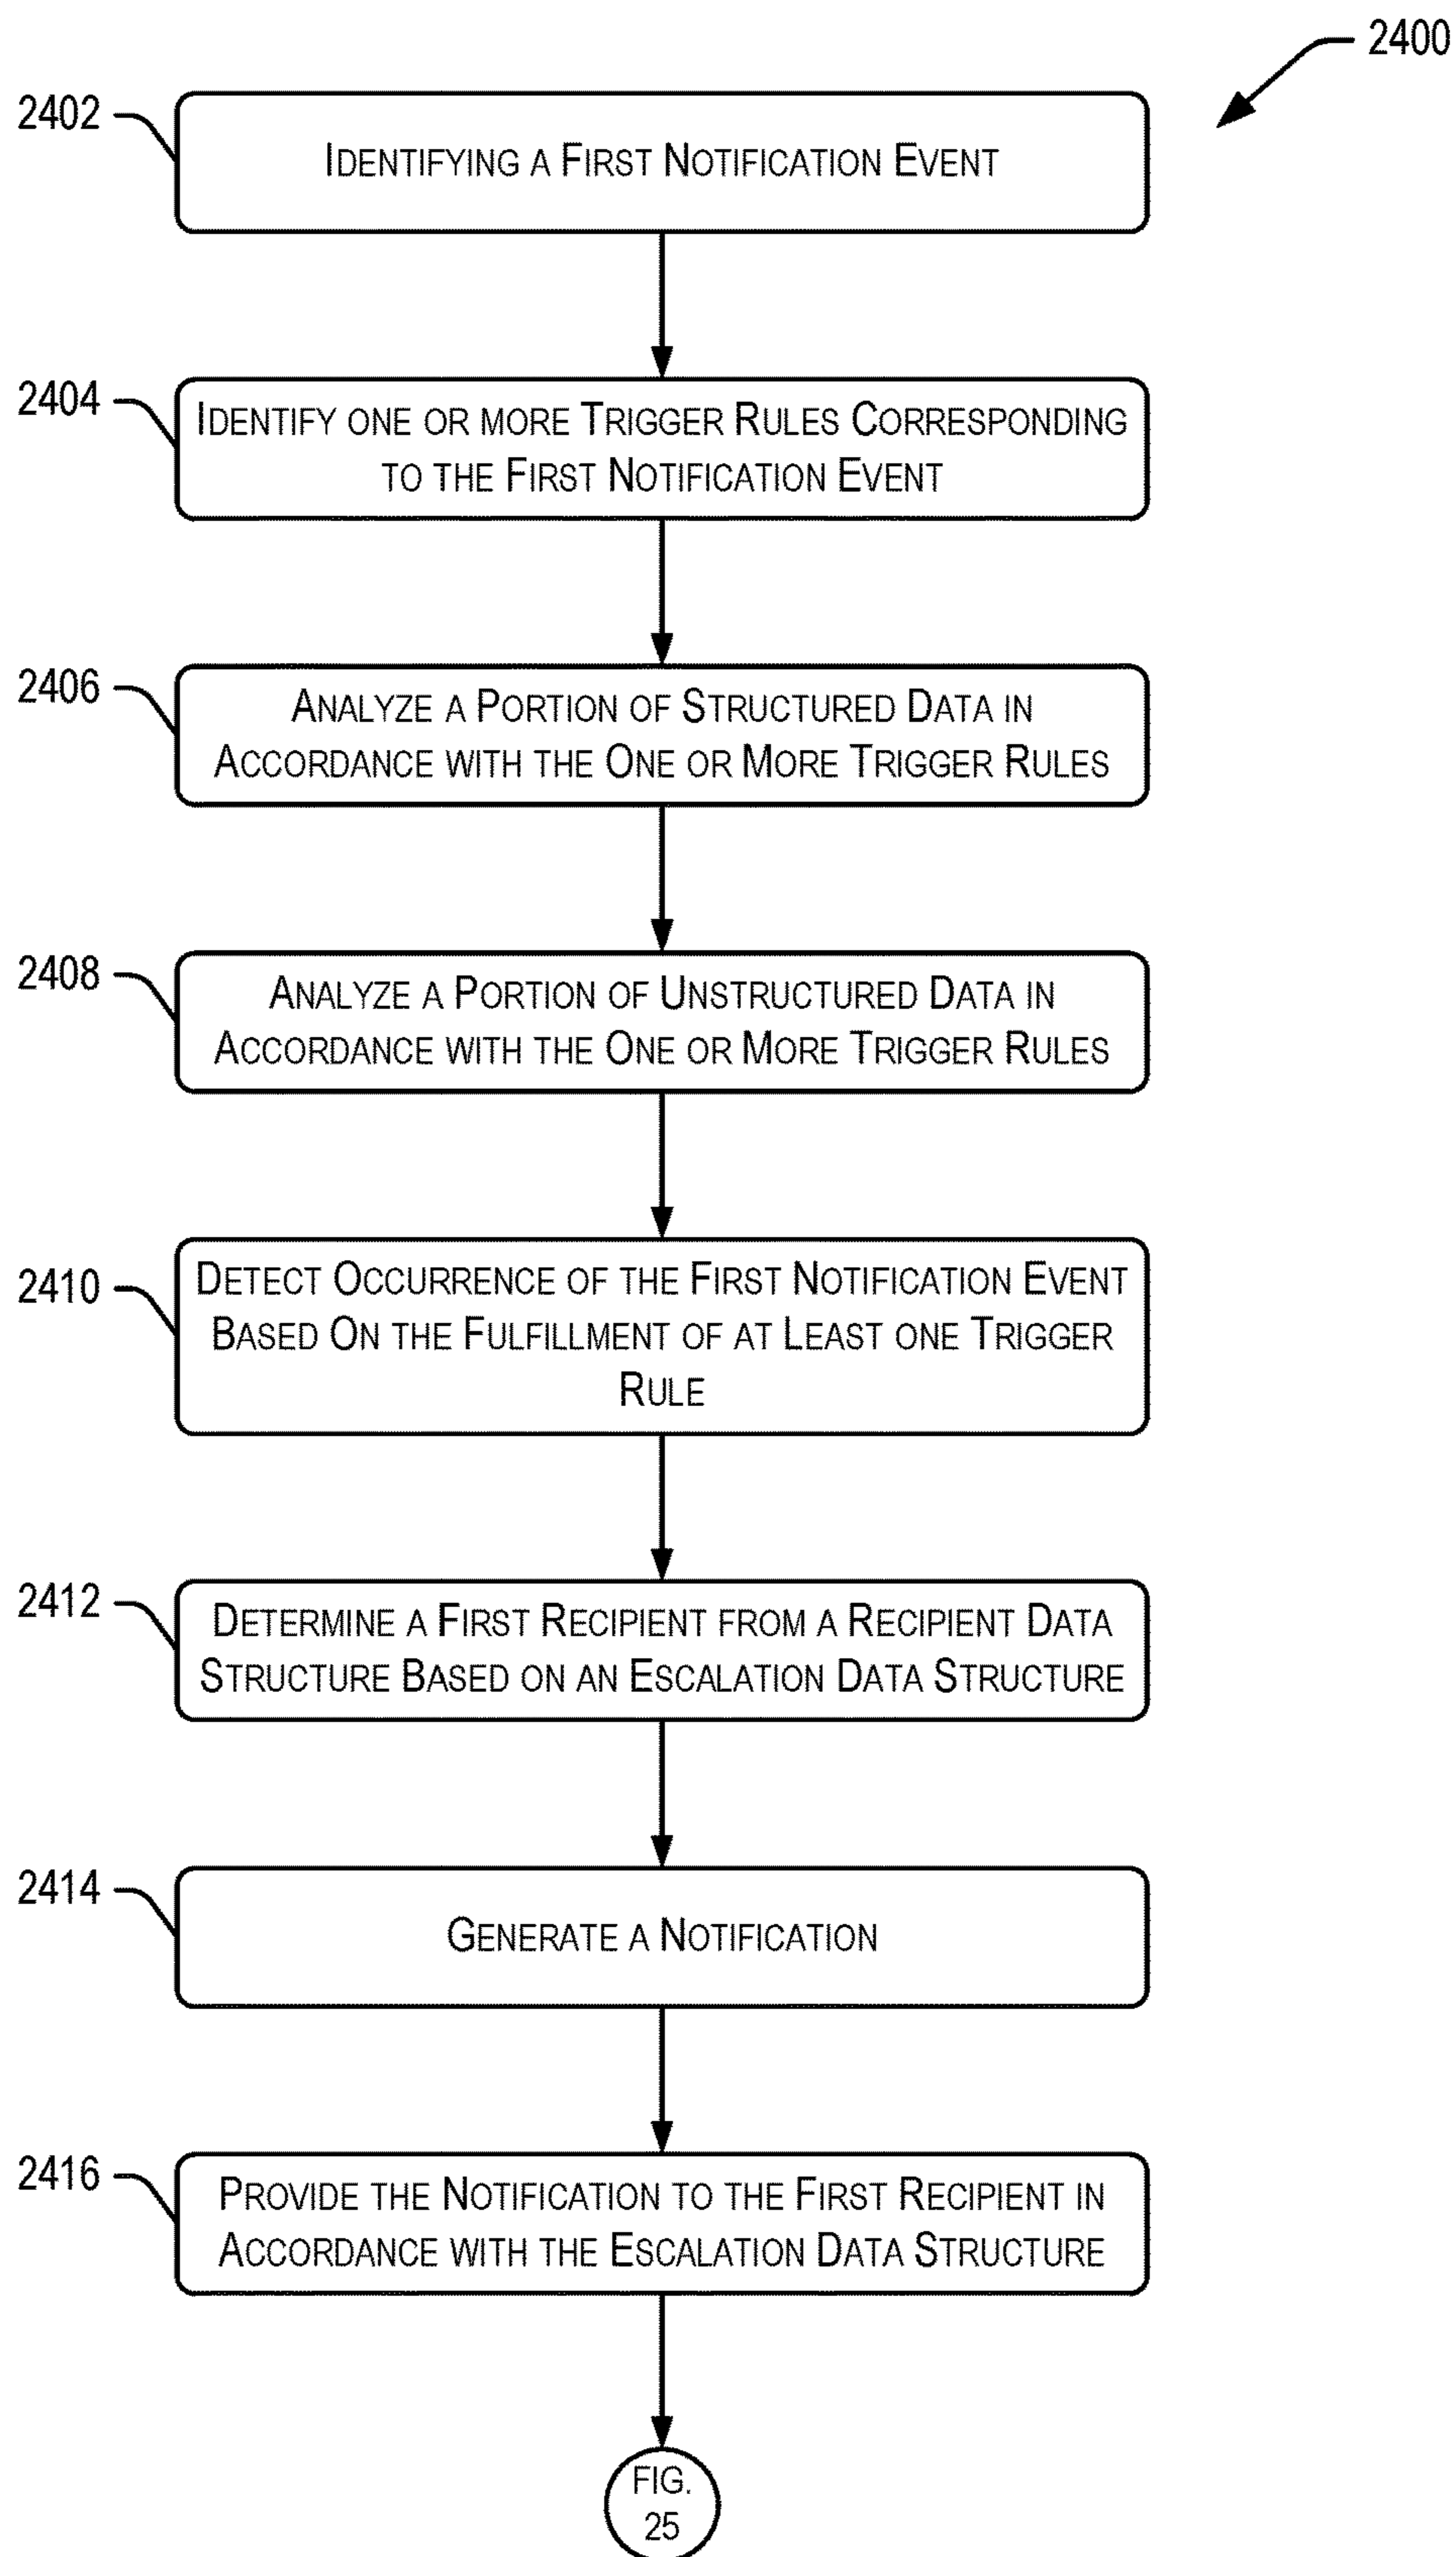 2400
2402
IDENTIFYING A FIRST NOTIFICATION EVENT
2404
IDENTIFY ONE OR MORE TRIGGER RULES CORRESPONDING
TO THE FIRST NOTIFICATION EVENT
2406
ANALYZE A PORTION OF STRUCTURED DATA IN
ACCORDANCE WITH THE ONE OR MORE TRIGGER RULES
2408
ANALYZE A PORTION OF UNSTRUCTURED DATA IN
ACCORDANCE WITH THE ONE OR MORE TRIGGER RULES
2410
DETECT OCCURRENCE OF THE FIRST NOTIFICATION EVENT
BASED ON THE FULFILLMENT OF AT LEAST ONE TRIGGER
RULE
2412
DETERMINE A FIRST RECIPIENT FROM A RECIPIENT DATA
STRUCTURE BASED ON AN ESCALATION DATA STRUCTURE
2414
GENERATE A NOTIFICATION
2416
PROVIDE THE NOTIFICATION TO THE FIRST RECIPIENT IN
ACCORDANCE WITH THE ESCALATION DATA STRUCTURE
FIG.
25